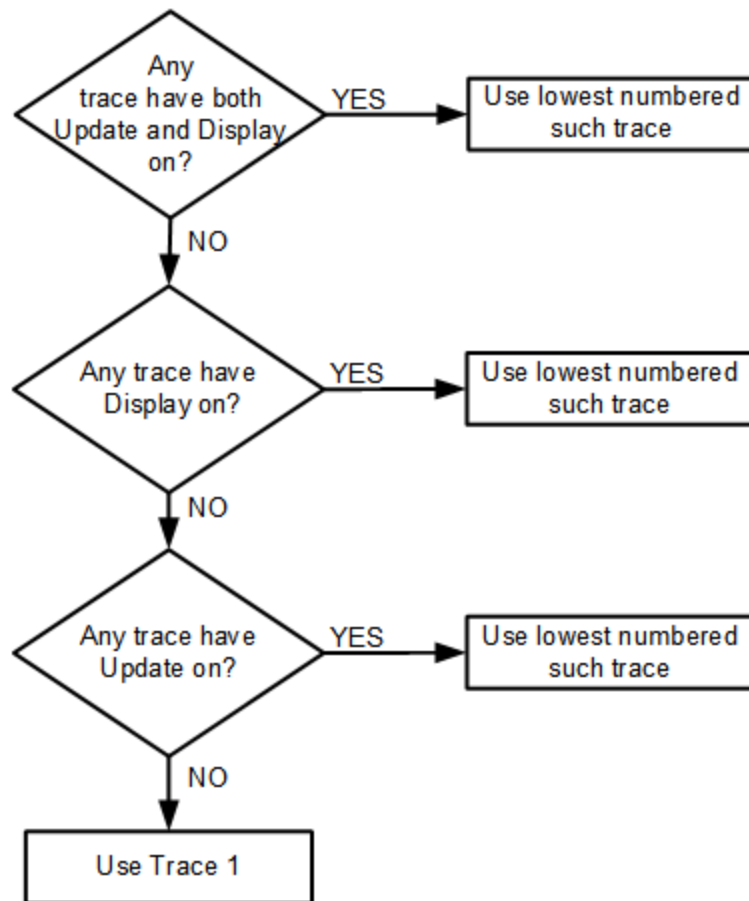 Any
trace have both
Update and Display
on?
YES
Use lowest numbered
such trace
NO
Any trace have
Display on?
YES
Use lowest numbered
such trace
NO
Any trace have
Update on?
YES
Use lowest numbered
such trace
NO
Use Trace 1